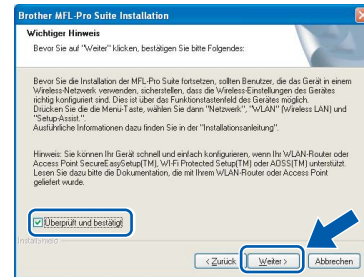 Brother MFL-Pro Suite Installation
Wichtiger Hinweis
Bevor Sie auf "Weiter" klicken, bestätigen Sie bitte Folgendes:
Bevor Sie die Installation der MFL-Pro Suite fortsetzen, sollten Benutzer, die das Gerät in einem
Wireless-Netzwerk verwenden, sicherstellen, dass die Wireless-Einstellungen des Gerätes
richtig konfiguriert sind. Dies ist über das Funktionstastenfeld des Gerätes möglich.
Drücken Sie die die Menü-Taste, wählen Sie dann "Netzwerk", "WLAN" (Wireless LAN) und
"Setup-Assist.".
Ausführliche Informationen dazu finden Sie in der "Installationsanleitung".
Hinweis: Sie können Ihr Gerät schnell und einfach konfigurieren, wenn Ihr WLAN-Router oder
Access Point SecureEasySetup(TM), Wi-Fi Protected Setup(TM) oder AOSS(TM) unterstützt.
Lesen Sie dazu bitte die Dokumentation, die mit Ihrem WLAN-Router oder Access Point
geliefert wurde.
Überprüft und bestätigt
InstallShield
< Zurück Weiter > Abbrechen